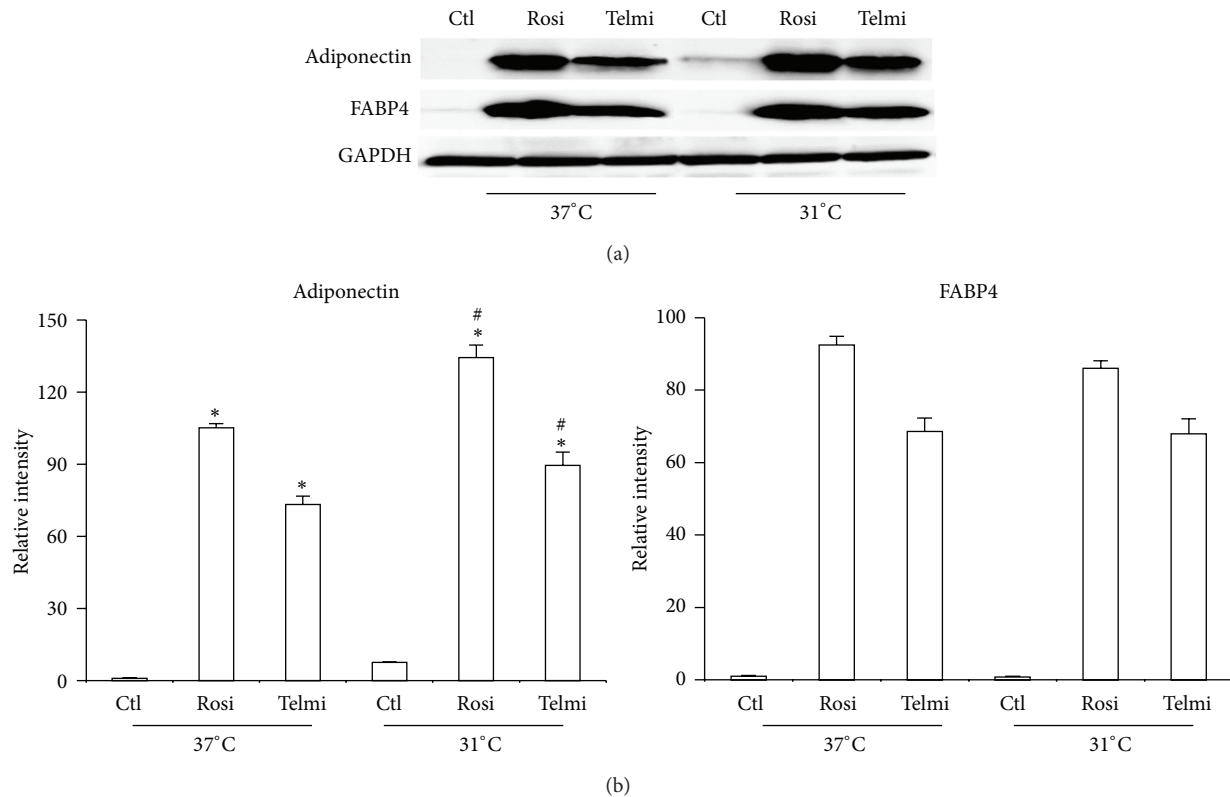 Ctl Rosi Telmi Ctl Rosi Telmi
Adiponectin
FABP4
GAPDH
37°C 31°C
(a)
Adiponectin
150
120
90
60
30
0
Relative intensity
*
*
#
*
#
*
Ctl Rosi Telmi Ctl Rosi Telmi
37°C 31°C
FABP4
100
80
60
40
20
0
Relative intensity
Ctl Rosi Telmi Ctl Rosi Telmi
37°C 31°C
(b)